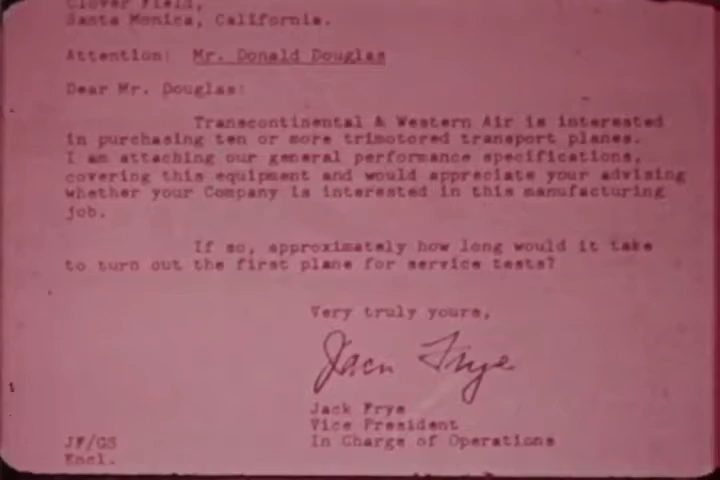 Clover Field,
Santa Monica, California.
Attention: Mr. Donald Douglas
Dear Mr. Douglas:
Transcontinental & Western Air is interested
in purchasing ten or more trimotored transport planes.
I am attaching our general performance specifications,
covering this equipment and would appreciate your advising
whether your Company is interested in this manufacturing
job.
If so, approximately how long would it take
to turn out the first plane for service tests?
Very truly yours,
Jack Frye
Jack Frye
Vice President
In Charge of Operations
JF/GS
Encl.